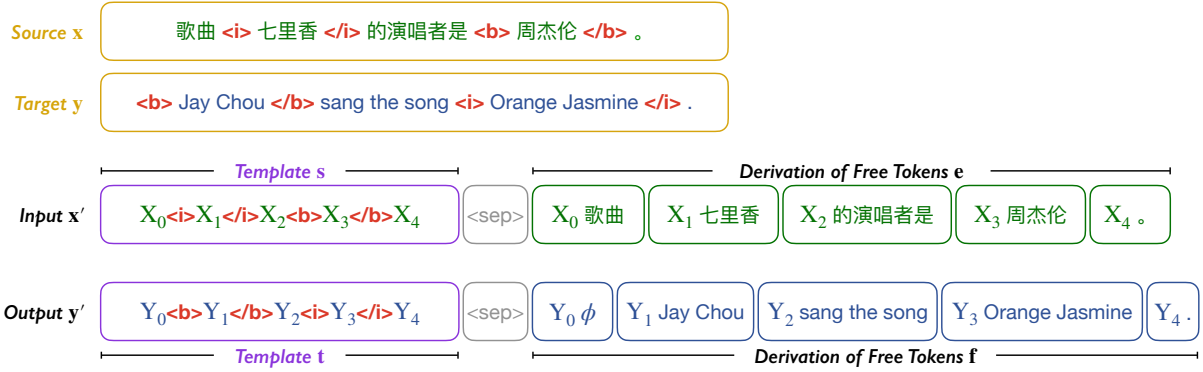 Source x 歌曲 <i> 七里香 </i> 的演唱者是 <b> 周杰伦 </b> 。
Target y <b> Jay Chou </b> sang the song <i> Orange Jasmine </i> .
Template s Derivation of Free Tokens e
Input x′ X₀<i>X₁</i>X₂<b>X₃</b>X₄ <sep> X₀ 歌曲 X₁ 七里香 X₂ 的演唱者是 X₃ 周杰伦 X₄ 。
Output y′ Y₀<b>Y₁</b>Y₂<i>Y₃</i>Y₄ <sep> Y₀ ϕ Y₁ Jay Chou Y₂ sang the song Y₃ Orange Jasmine Y₄ .
Template t Derivation of Free Tokens f